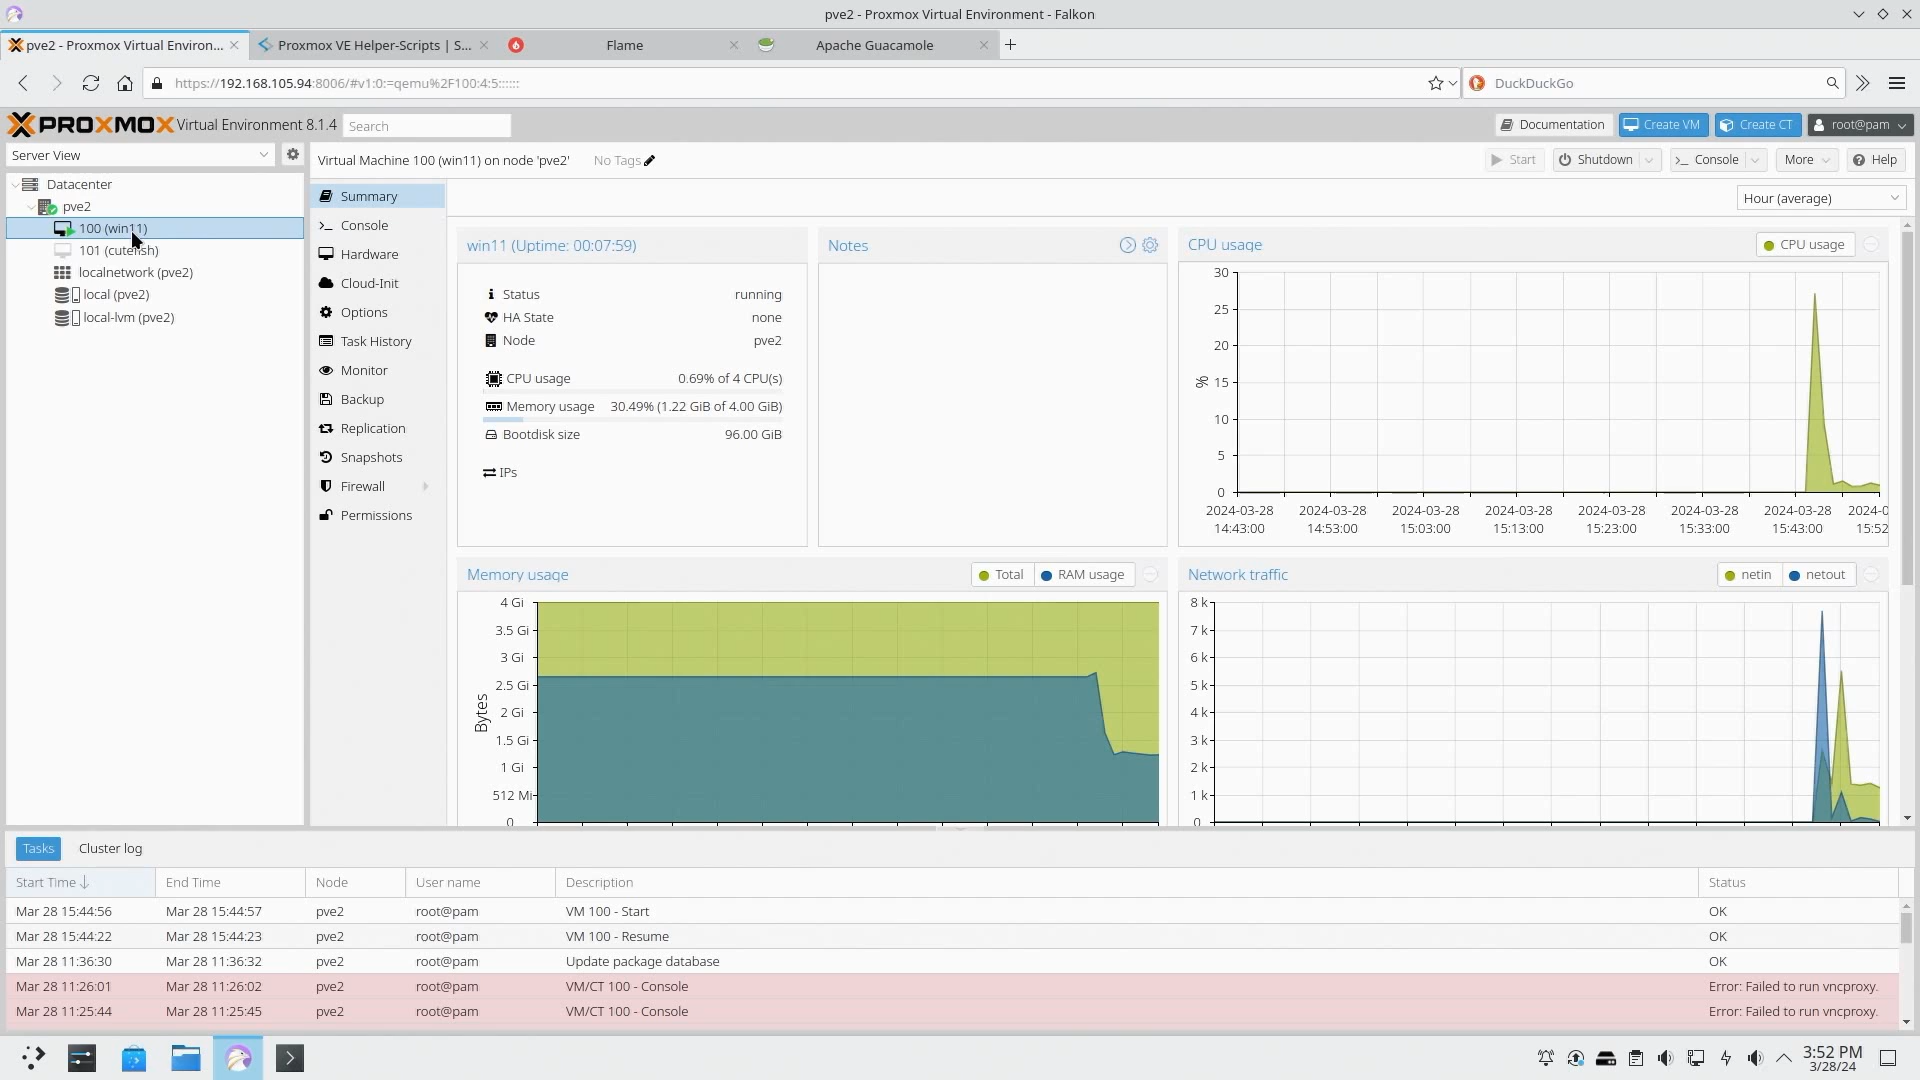 pve2 - Proxmox Virtual Environment - Falkon
pve2 - Proxmox Virtual Environ...
Proxmox VE Helper-Scripts | S...
Flame
Apache Guacamole
https://192.168.105.94:8006/#v1:0:=qemu%2F100:4:5::::::
DuckDuckGo
PROXMOX Virtual Environment 8.1.4
Search
Documentation
Create VM
Create CT
root@pam
Server View
Virtual Machine 100 (win11) on node 'pve2'
No Tags
Start
Shutdown
Console
More
Help
Datacenter
pve2
100 (win11)
101 (cutefish)
localnetwork (pve2)
local (pve2)
local-lvm (pve2)
Summary
Console
Hardware
Cloud-Init
Options
Task History
Monitor
Backup
Replication
Snapshots
Firewall
Permissions
Hour (average)
win11 (Uptime: 00:07:59)
Status running
HA State none
Node pve2
CPU usage 0.69% of 4 CPU(s)
Memory usage 30.49% (1.22 GiB of 4.00 GiB)
Bootdisk size 96.00 GiB
IPs
Notes
CPU usage
CPU usage
30
25
20
15
10
5
0
%
2024-03-28 2024-03-28 2024-03-28 2024-03-28 2024-03-28 2024-03-28 2024-03-28 2024-0
14:43:00 14:53:00 15:03:00 15:13:00 15:23:00 15:33:00 15:43:00 15:52
Memory usage
Total
RAM usage
4 Gi
3.5 Gi
3 Gi
2.5 Gi
2 Gi
1.5 Gi
1 Gi
512 Mi
0
Bytes
Network traffic
netin
netout
8 k
7 k
6 k
5 k
4 k
3 k
2 k
1 k
0
Tasks
Cluster log
Start Time End Time Node User name Description Status
Mar 28 15:44:56 Mar 28 15:44:57 pve2 root@pam VM 100 - Start OK
Mar 28 15:44:22 Mar 28 15:44:23 pve2 root@pam VM 100 - Resume OK
Mar 28 11:36:30 Mar 28 11:36:32 pve2 root@pam Update package database OK
Mar 28 11:26:01 Mar 28 11:26:02 pve2 root@pam VM/CT 100 - Console Error: Failed to run vncproxy.
Mar 28 11:25:44 Mar 28 11:25:45 pve2 root@pam VM/CT 100 - Console Error: Failed to run vncproxy.
3:52 PM
3/28/24